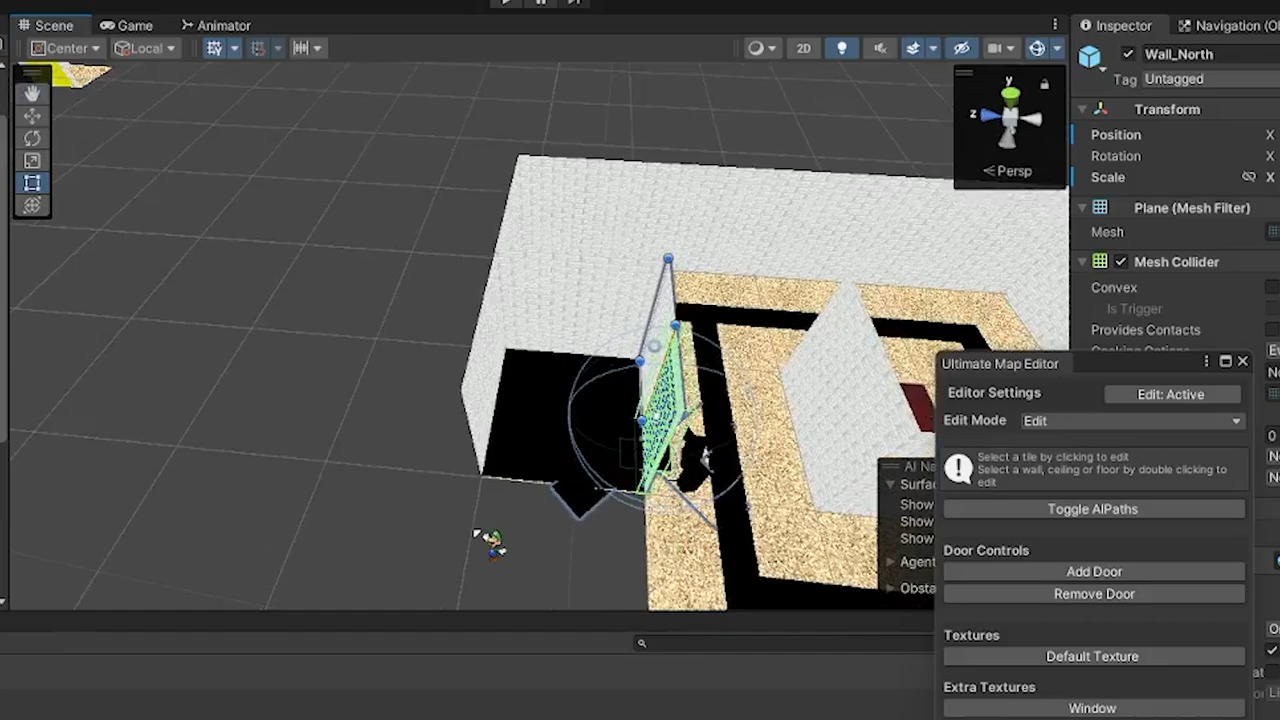 Scene
Game
Animator
Center
Local
2D
y
z
Persp
Inspector
Navigation (O
Wall_North
Tag Untagged
Transform
Position X
Rotation X
Scale X
Plane (Mesh Filter)
Mesh
Mesh Collider
Convex
Is Trigger
Provides Contacts
Ultimate Map Editor
Editor Settings
Edit: Active
Edit Mode
Edit
Select a tile by clicking to edit
Select a wall, ceiling or floor by double clicking to
edit
Toggle AIPaths
Door Controls
Add Door
Remove Door
Textures
Default Texture
Extra Textures
Window
AI Na
Surfac
Show
Show
Show
Agent
Obsta